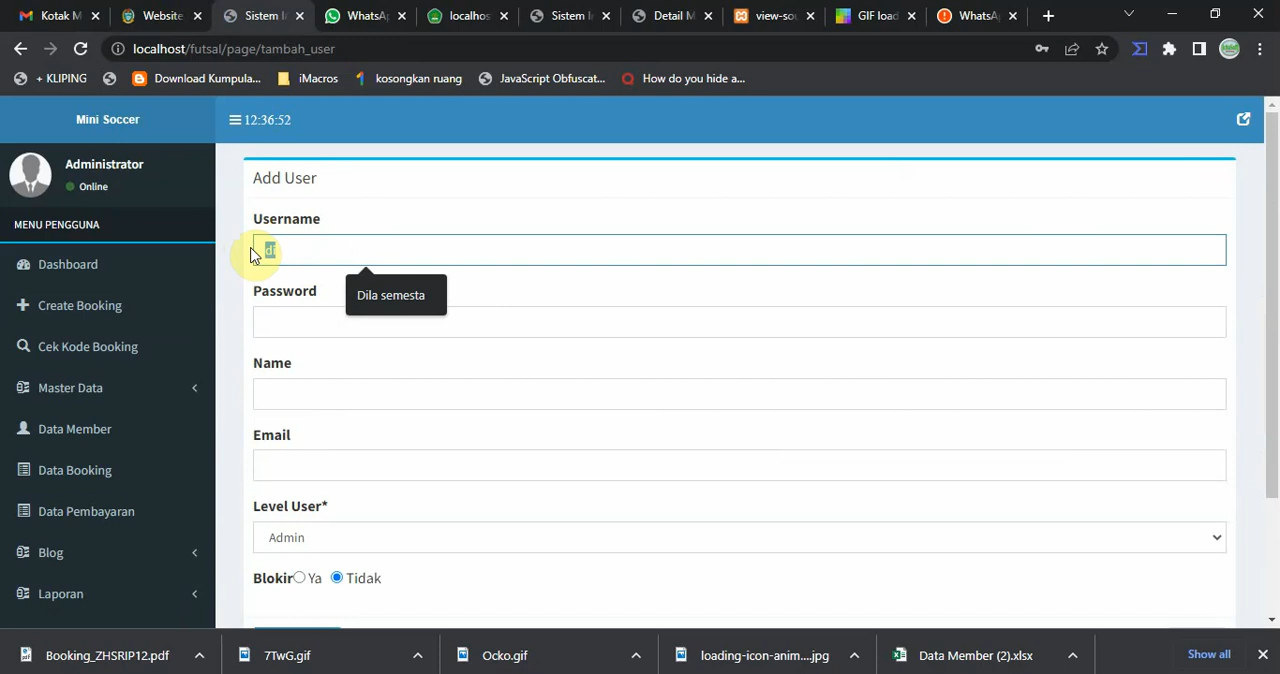 Kotak M
Website
Sistem I
WhatsA
localhos
Sistem In
Detail M
view-sou
GIF load
WhatsA
localhost/futsal/page/tambah_user
+ KLIPING
Download Kumpula...
iMacros
kosongkan ruang
JavaScript Obfuscat...
How do you hide a...
Mini Soccer
12:36:52
Administrator
Online
MENU PENGGUNA
Dashboard
Create Booking
Cek Kode Booking
Master Data
Data Member
Data Booking
Data Pembayaran
Blog
Laporan
Add User
Username
di
Dila semesta
Password
Name
Email
Level User*
Admin
Blokir Ya Tidak
Booking_ZHSRIP12.pdf
7TwG.gif
Ocko.gif
loading-icon-anim....jpg
Data Member (2).xlsx
Show all